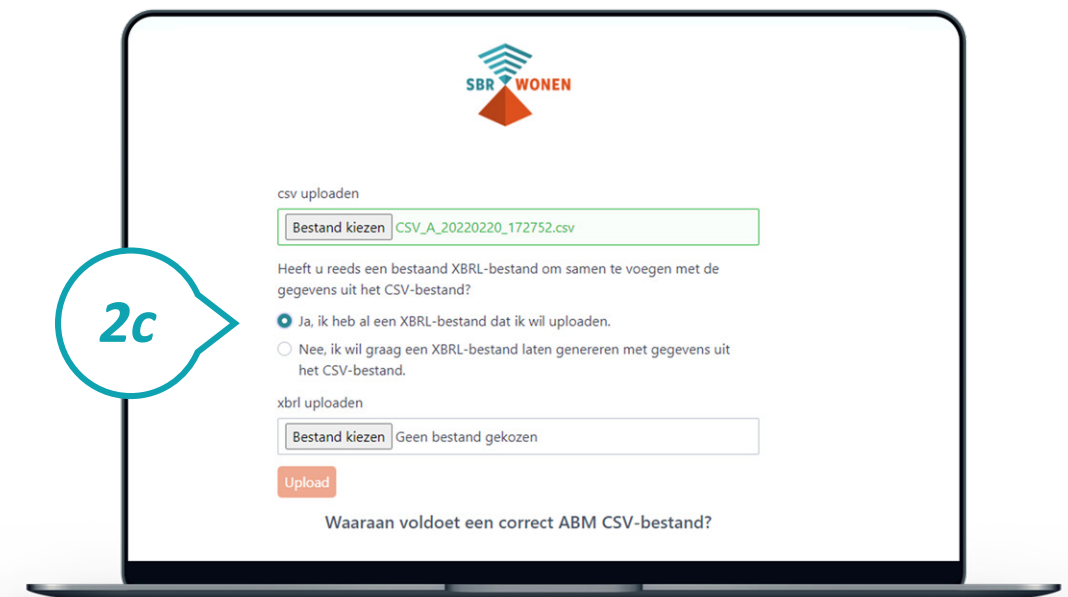 SBR WONEN
csv uploaden
Bestand kiezen CSV_A_20220220_172752.csv
Heeft u reeds een bestaand XBRL-bestand om samen te voegen met de
gegevens uit het CSV-bestand?
2c
Ja, ik heb al een XBRL-bestand dat ik wil uploaden.
Nee, ik wil graag een XBRL-bestand laten genereren met gegevens uit
het CSV-bestand.
xbrl uploaden
Bestand kiezen Geen bestand gekozen
Upload
Waaraan voldoet een correct ABM CSV-bestand?